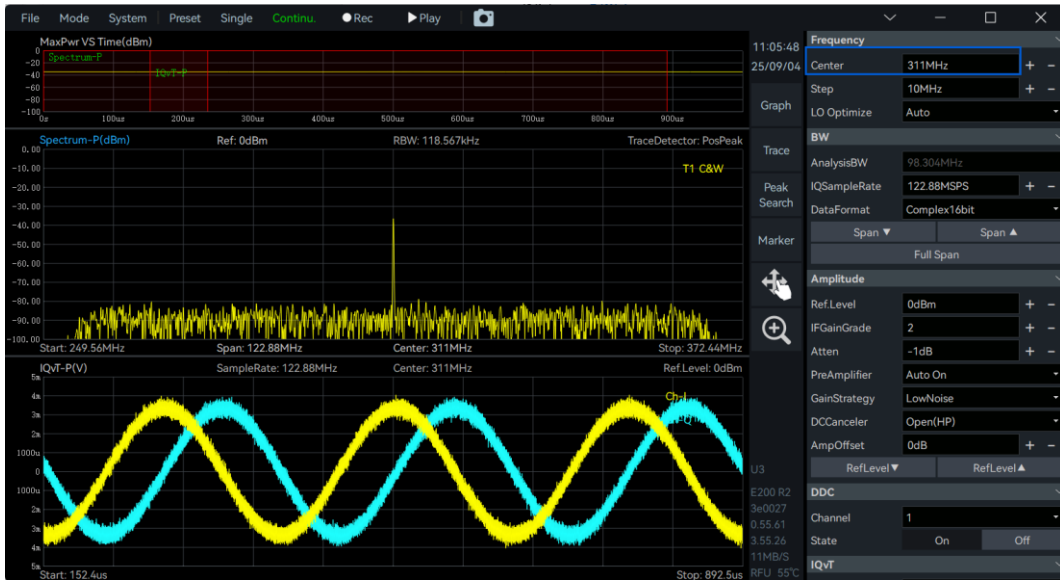 File Mode System Preset Single Continu. Rec Play
MaxPwr VS Time(dBm)
0
-20
-40
-60
-80
-100
Spectrum-P
IQvT-P
0s 100us 200us 300us 400us 500us 600us 700us 800us 900us
Spectrum-P(dBm) Ref: 0dBm RBW: 118.567kHz TraceDetector: PosPeak
T1 C&W
0.00
-10.00
-20.00
-30.00
-40.00
-50.00
-60.00
-70.00
-80.00
-90.00
-100.00
Start: 249.56MHz Span: 122.88MHz Center: 311MHz Stop: 372.44MHz
IQvT-P(V) SampleRate: 122.88MHz Center: 311MHz Ref.Level: 0dBm
Ch-I
5m
4m
3m
2m
1000u
0
1000u
2m
3m
4m
5m
Start: 152.4us Stop: 892.5us
11:05:48
25/09/04
Graph
Trace
Peak
Search
Marker
U3
E200 R2
3e0027
0.55.61
3.55.26
11MB/S
RFU 55°C
Frequency
Center 311MHz + −
Step 10MHz + −
LO Optimize Auto
BW
AnalysisBW 98.304MHz
IQSampleRate 122.88MSPS + −
DataFormat Complex16bit
Span ▼ Span ▲
Full Span
Amplitude
Ref.Level 0dBm + −
IFGainGrade 2 + −
Atten -1dB + −
PreAmplifier Auto On
GainStrategy LowNoise
DCCanceler Open(HP)
AmpOffset 0dB + −
RefLevel▼ RefLevel▲
DDC
Channel 1
State On Off
IQvT